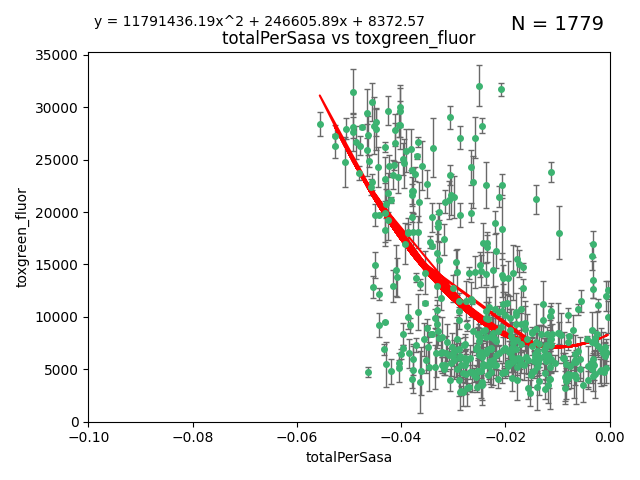 y = 11791436.19x^2 + 246605.89x + 8372.57
N = 1779
totalPerSasa vs toxgreen_fluor
35000
30000
25000
20000
15000
10000
5000
0
toxgreen_fluor
−0.10
−0.08
−0.06
−0.04
−0.02
0.00
totalPerSasa